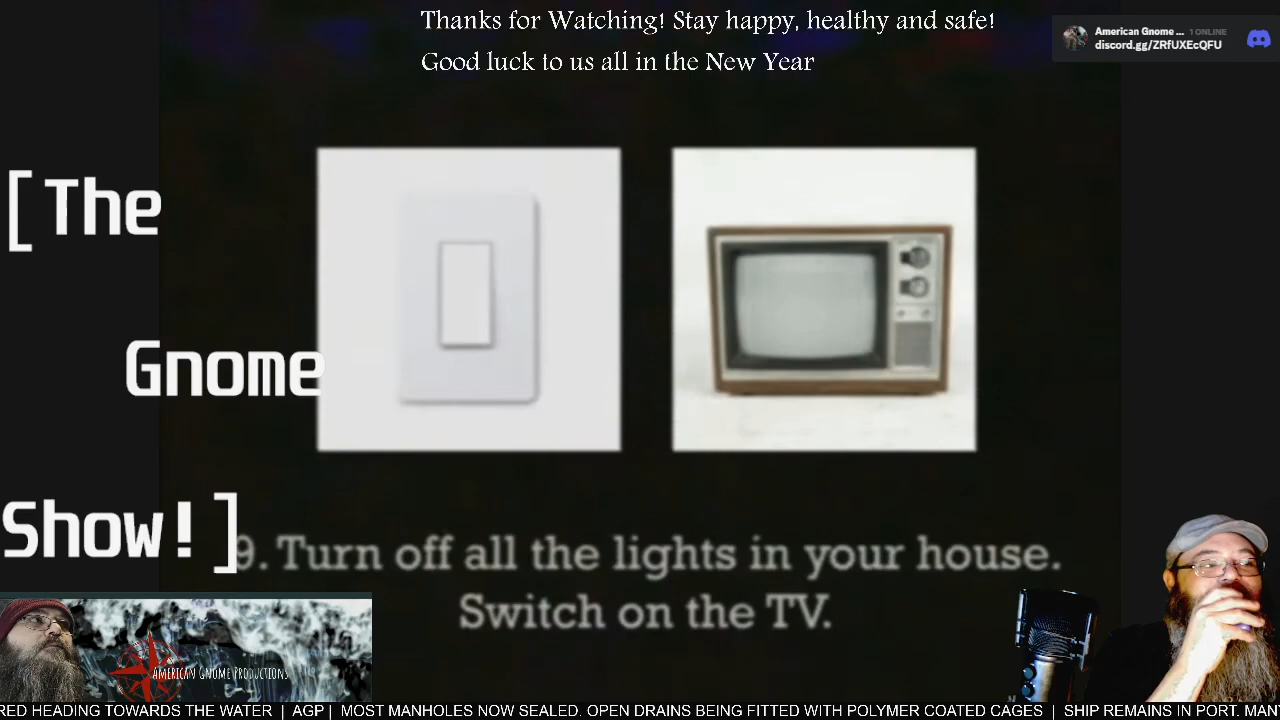 Thanks for Watching! Stay happy, healthy and safe!
Good luck to us all in the New Year
American Gnome ... 1 ONLINE
discord.gg/ZRfUXEcQFU
[The
Gnome
Show!]
9. Turn off all the lights in your house.
Switch on the TV.
AMERICAN GNOME PRODUCTIONS
RED HEADING TOWARDS THE WATER | AGP | MOST MANHOLES NOW SEALED. OPEN DRAINS BEING FITTED WITH POLYMER COATED CAGES | SHIP REMAINS IN PORT. MAN